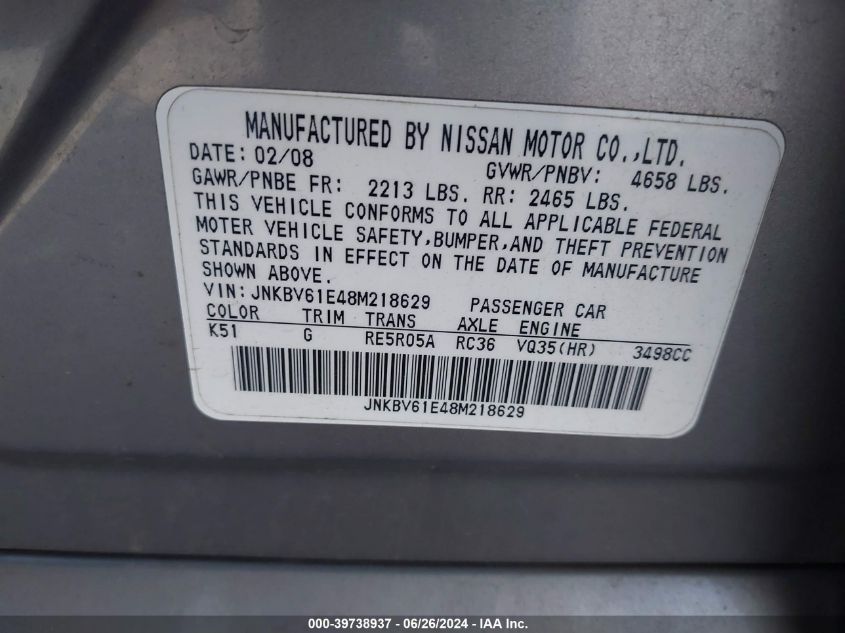 MANUFACTURED BY NISSAN MOTOR CO.,LTD.
DATE: 02/08 GVWR/PNBV: 4658 LBS.
GAWR/PNBE FR: 2213 LBS. RR: 2465 LBS.
THIS VEHICLE CONFORMS TO ALL APPLICABLE FEDERAL
MOTER VEHICLE SAFETY,BUMPER,AND THEFT PREVENTION
STANDARDS IN EFFECT ON THE DATE OF MANUFACTURE
SHOWN ABOVE.
VIN: JNKBV61E48M218629 PASSENGER CAR
COLOR TRIM TRANS AXLE ENGINE
K51 G RE5R05A RC36 VQ35(HR) 3498CC
JNKBV61E48M218629
000-39738937 / 06/26/2024 - IAA Inc.